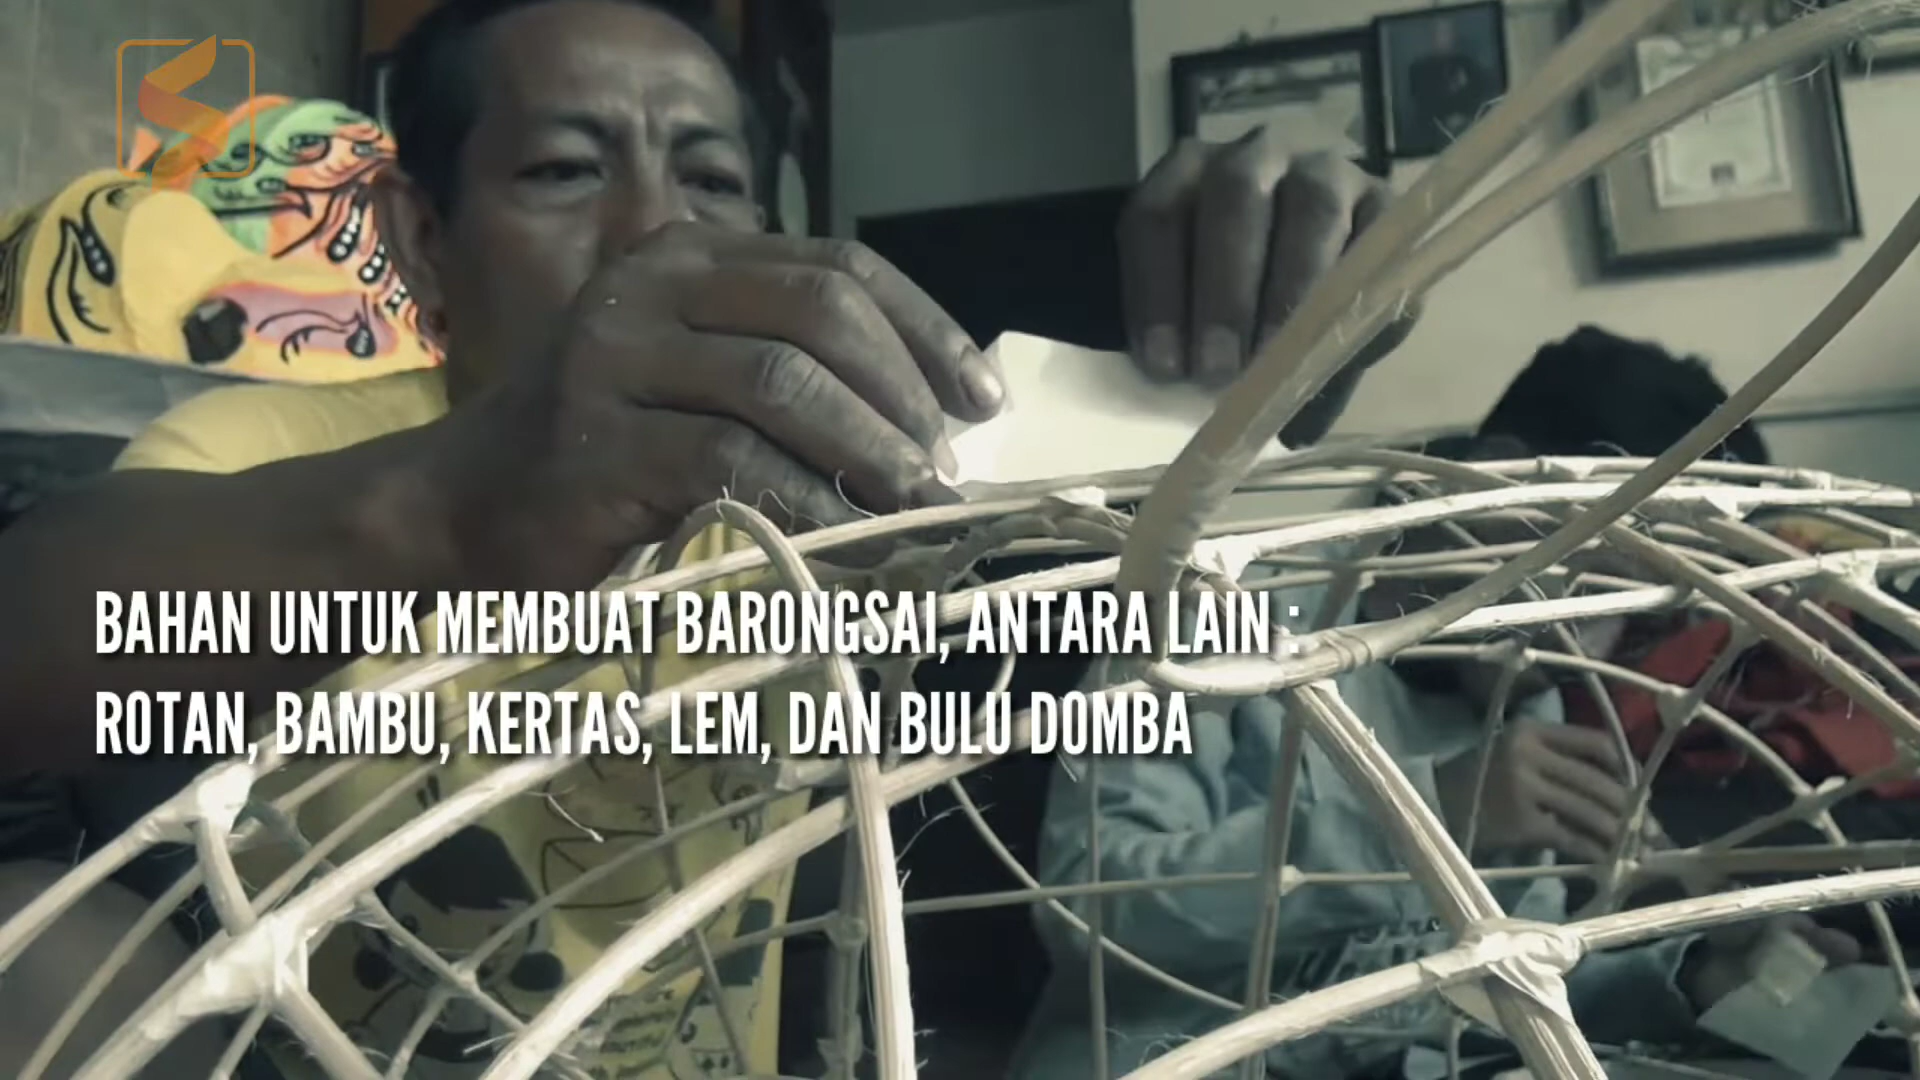 BAHAN UNTUK MEMBUAT BARONGSAI, ANTARA LAIN :
ROTAN, BAMBU, KERTAS, LEM, DAN BULU DOMBA